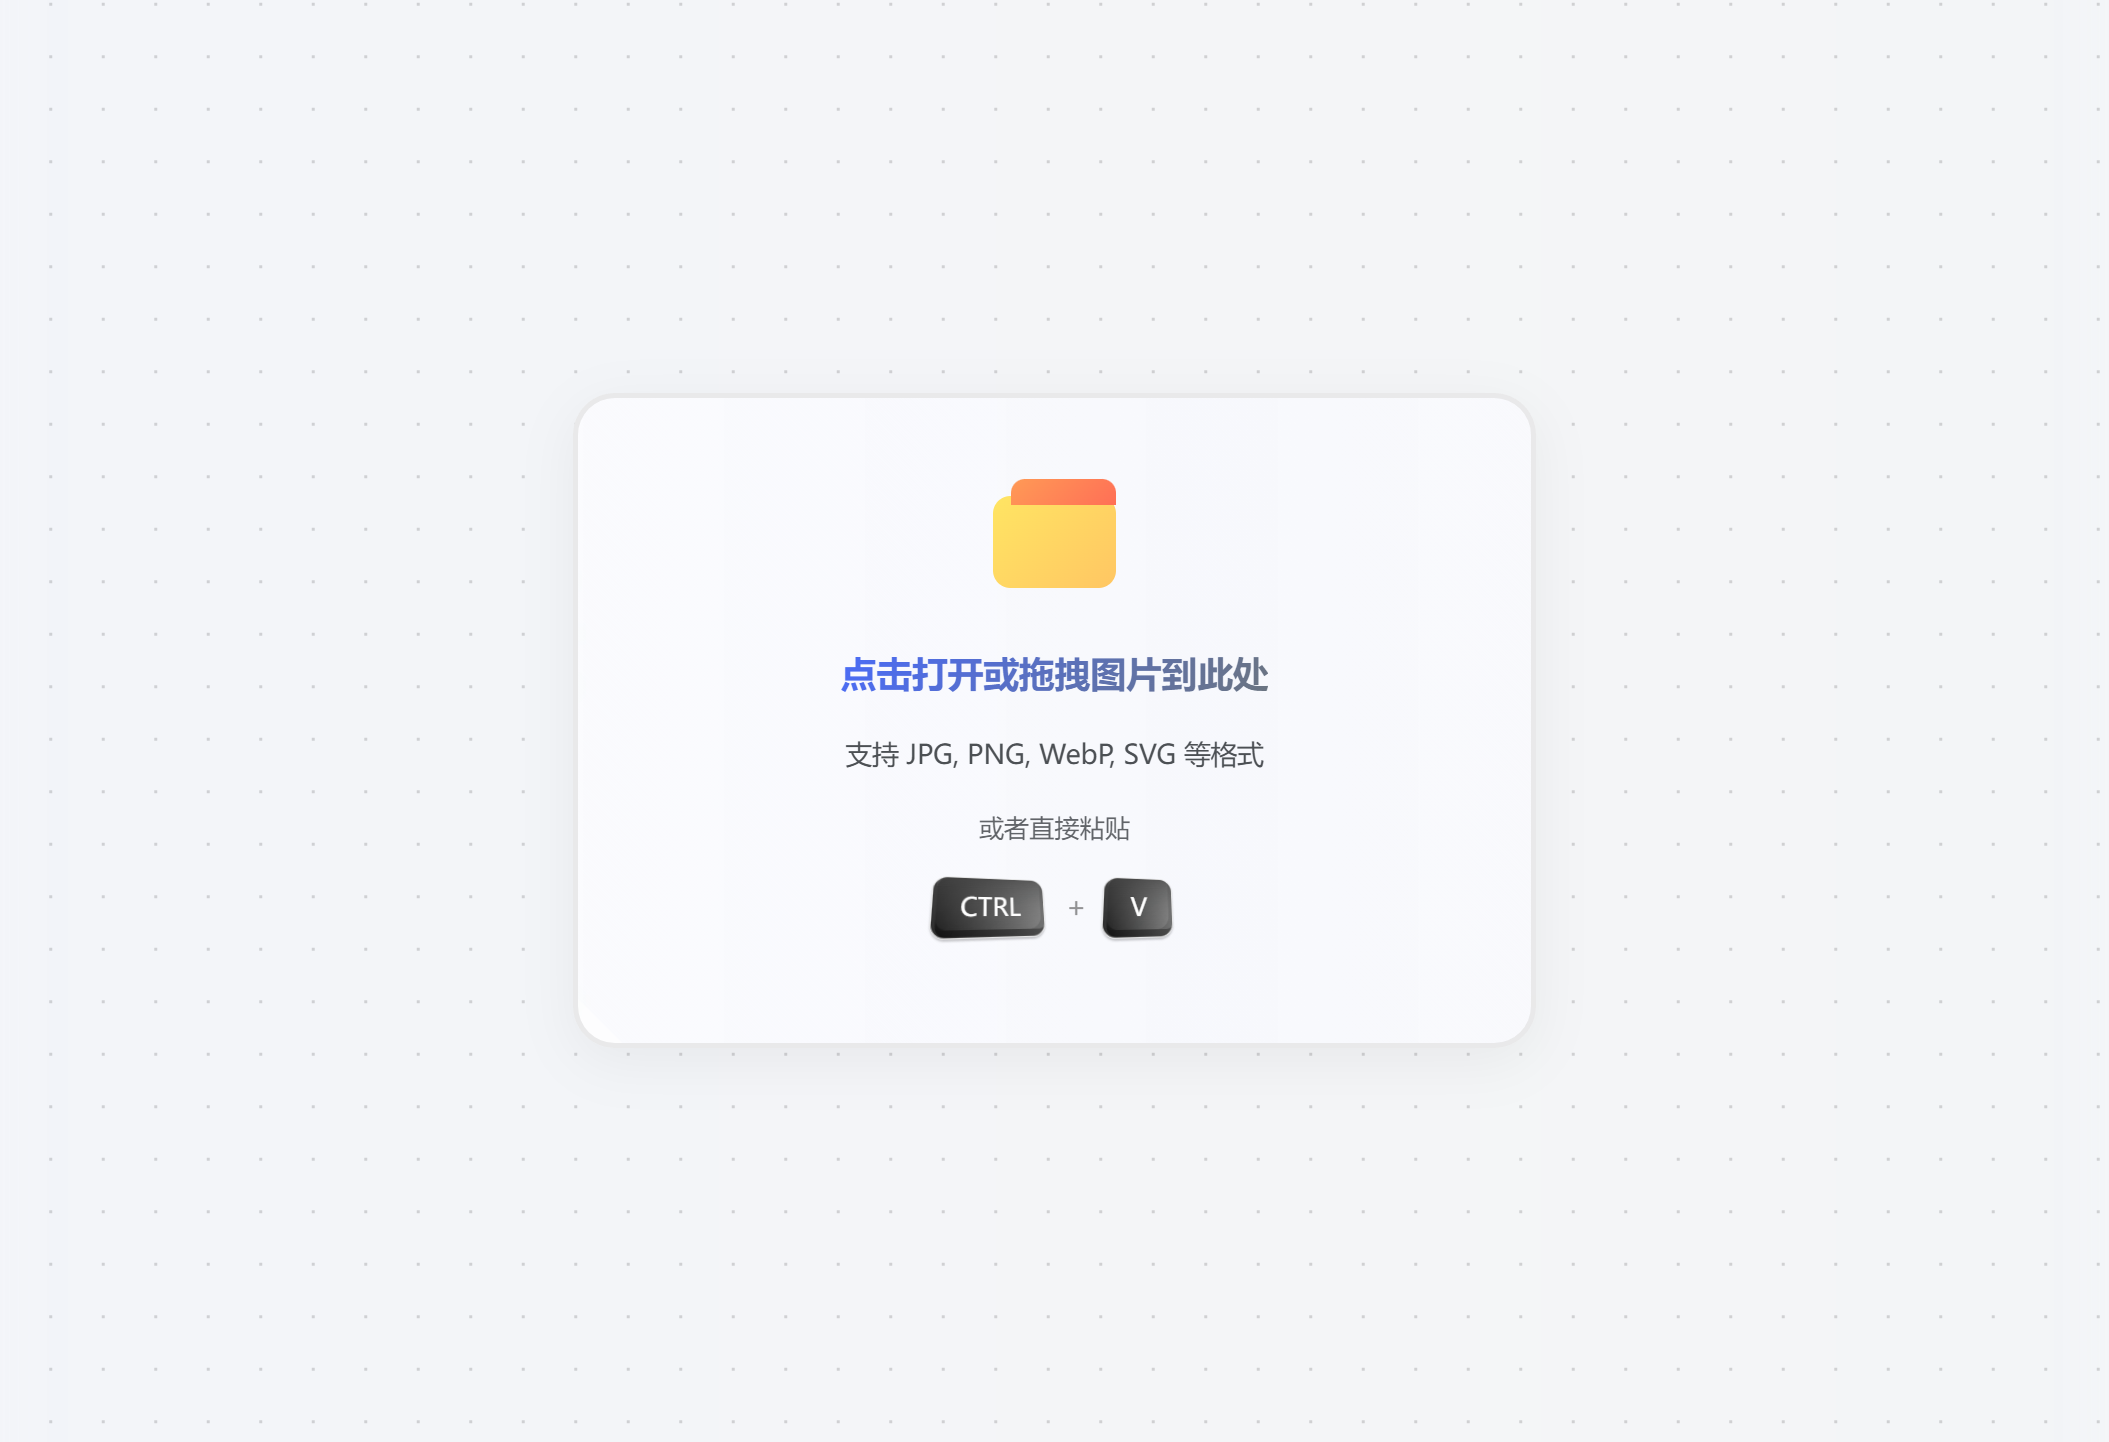 点击打开或拖拽图片到此处
支持 JPG, PNG, WebP, SVG 等格式
或者直接粘贴
CTRL + V